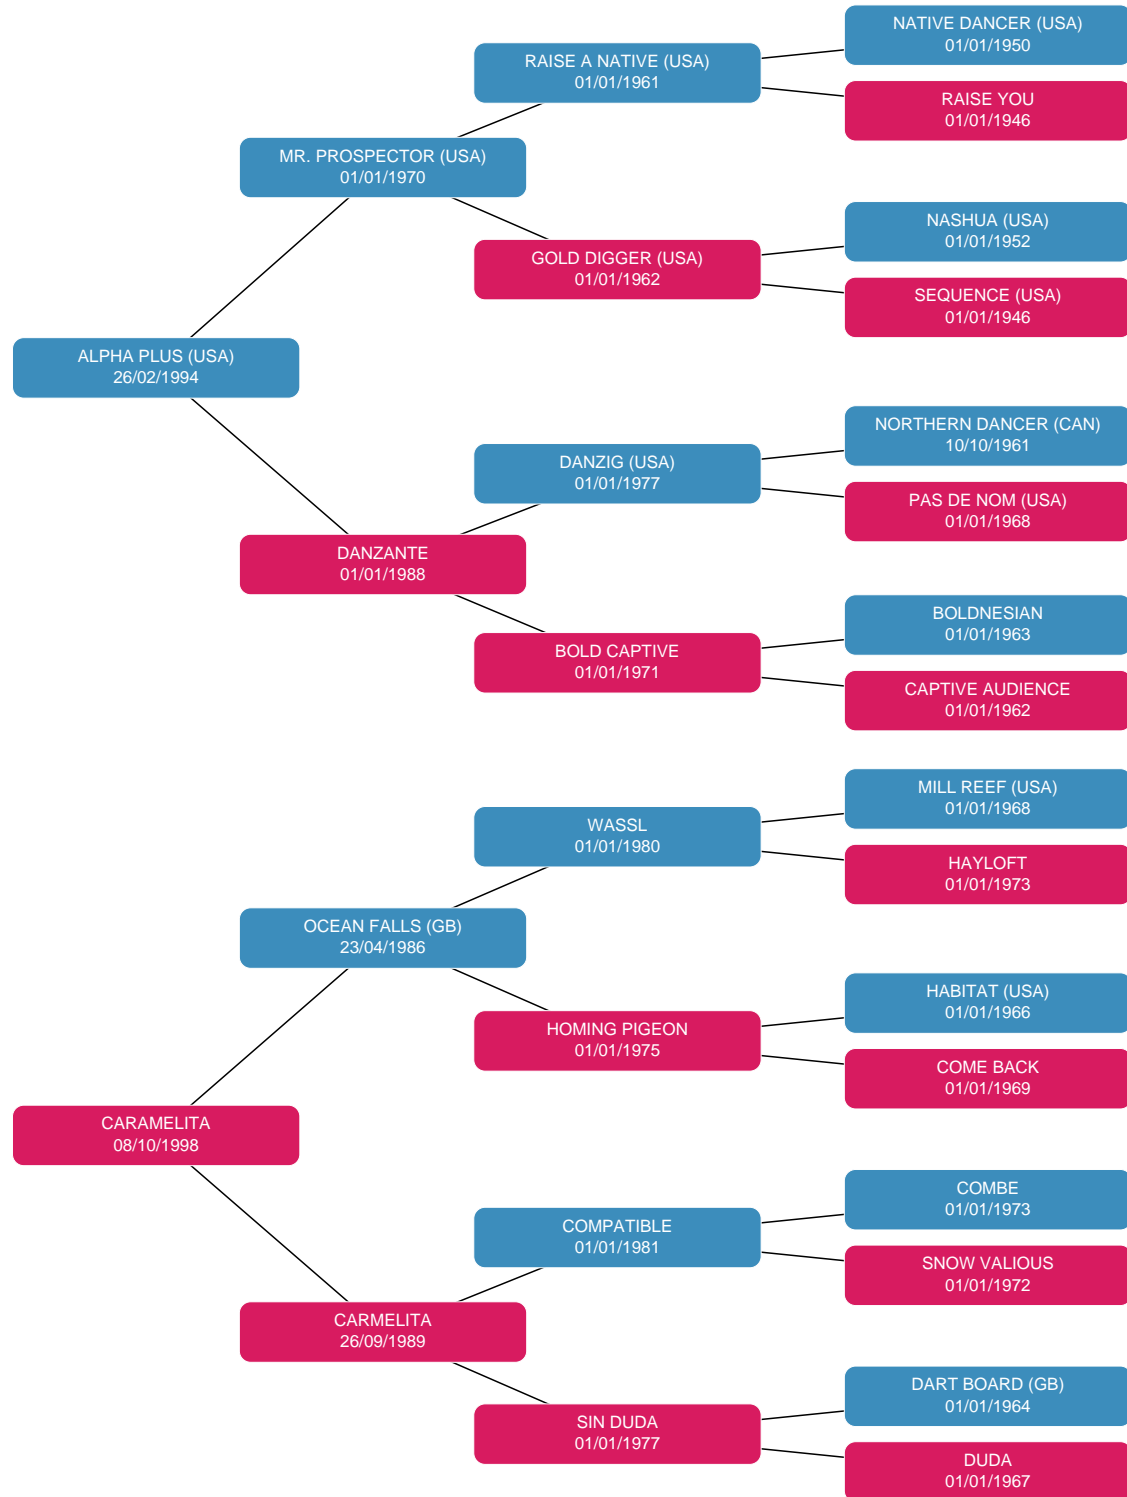 NATIVE DANCER (USA)
01/01/1950
RAISE A NATIVE (USA)
01/01/1961
RAISE YOU
01/01/1946
MR. PROSPECTOR (USA)
01/01/1970
NASHUA (USA)
01/01/1952
GOLD DIGGER (USA)
01/01/1962
SEQUENCE (USA)
01/01/1946
ALPHA PLUS (USA)
26/02/1994
NORTHERN DANCER (CAN)
10/10/1961
DANZIG (USA)
01/01/1977
PAS DE NOM (USA)
01/01/1968
DANZANTE
01/01/1988
BOLDNESIAN
01/01/1963
BOLD CAPTIVE
01/01/1971
CAPTIVE AUDIENCE
01/01/1962
MILL REEF (USA)
01/01/1968
WASSL
01/01/1980
HAYLOFT
01/01/1973
OCEAN FALLS (GB)
23/04/1986
HABITAT (USA)
01/01/1966
HOMING PIGEON
01/01/1975
COME BACK
01/01/1969
CARAMELITA
08/10/1998
COMBE
01/01/1973
COMPATIBLE
01/01/1981
SNOW VALIOUS
01/01/1972
CARMELITA
26/09/1989
DART BOARD (GB)
01/01/1964
SIN DUDA
01/01/1977
DUDA
01/01/1967